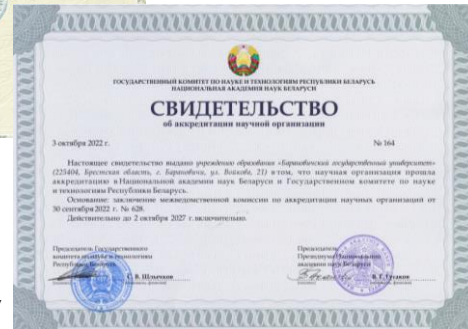 ГОСУДАРСТВЕННЫЙ КОМИТЕТ ПО НАУКЕ И ТЕХНОЛОГИЯМ РЕСПУБЛИКИ БЕЛАРУСЬ
НАЦИОНАЛЬНАЯ АКАДЕМИЯ НАУК БЕЛАРУСИ
СВИДЕТЕЛЬСТВО
об аккредитации научной организации
3 октября 2022 г. № 164
Настоящее свидетельство выдано учреждению образования «Барановичский государственный университет»
(225404, Брестская область, г. Барановичи, ул. Войкова, 21) в том, что научная организация прошла
аккредитацию в Национальной академии наук Беларуси и Государственном комитете по науке
и технологиям Республики Беларусь.
Основание: заключение межведомственной комиссии по аккредитации научных организаций от
30 сентября 2022 г. № 628.
Действительно до 2 октября 2027 г. включительно.
Председатель Государственного
комитета по науке и технологиям
Республики Беларусь
С. В. Шлычков
Председатель
Президиума Национальной
академии наук Беларуси
В. Г. Гусаков